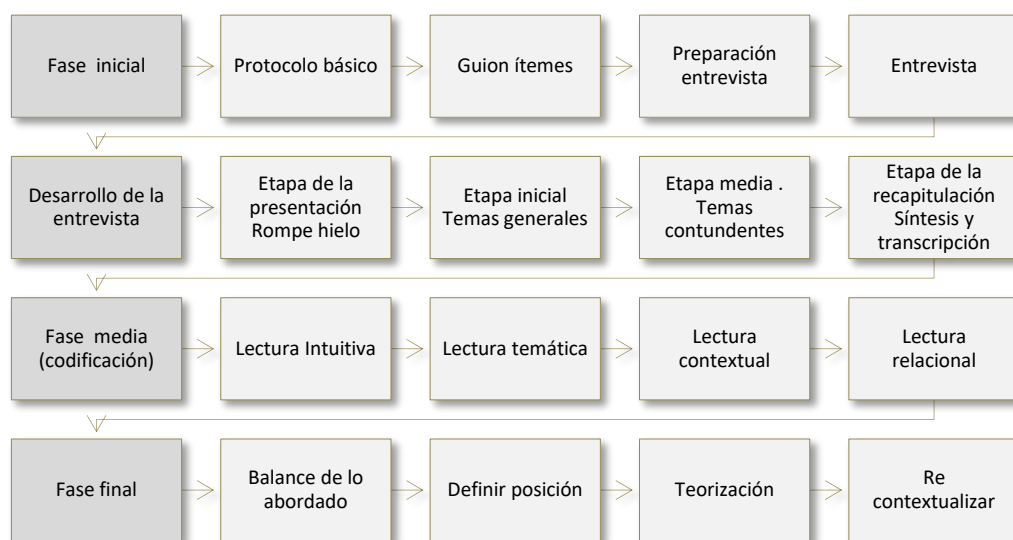 Fase inicial
Protocolo básico
Guion ítemes
Preparación
entrevista
Entrevista
Desarrollo de la
entrevista
Etapa de la
presentación
Rompe hielo
Etapa inicial
Temas generales
Etapa media .
Temas
contundentes
Etapa de la
recapitulación
Síntesis y
transcripción
Fase media
(codificación)
Lectura Intuitiva
Lectura temática
Lectura
contextual
Lectura
relacional
Fase final
Balance de lo
abordado
Definir posición
Teorización
Re
contextualizar